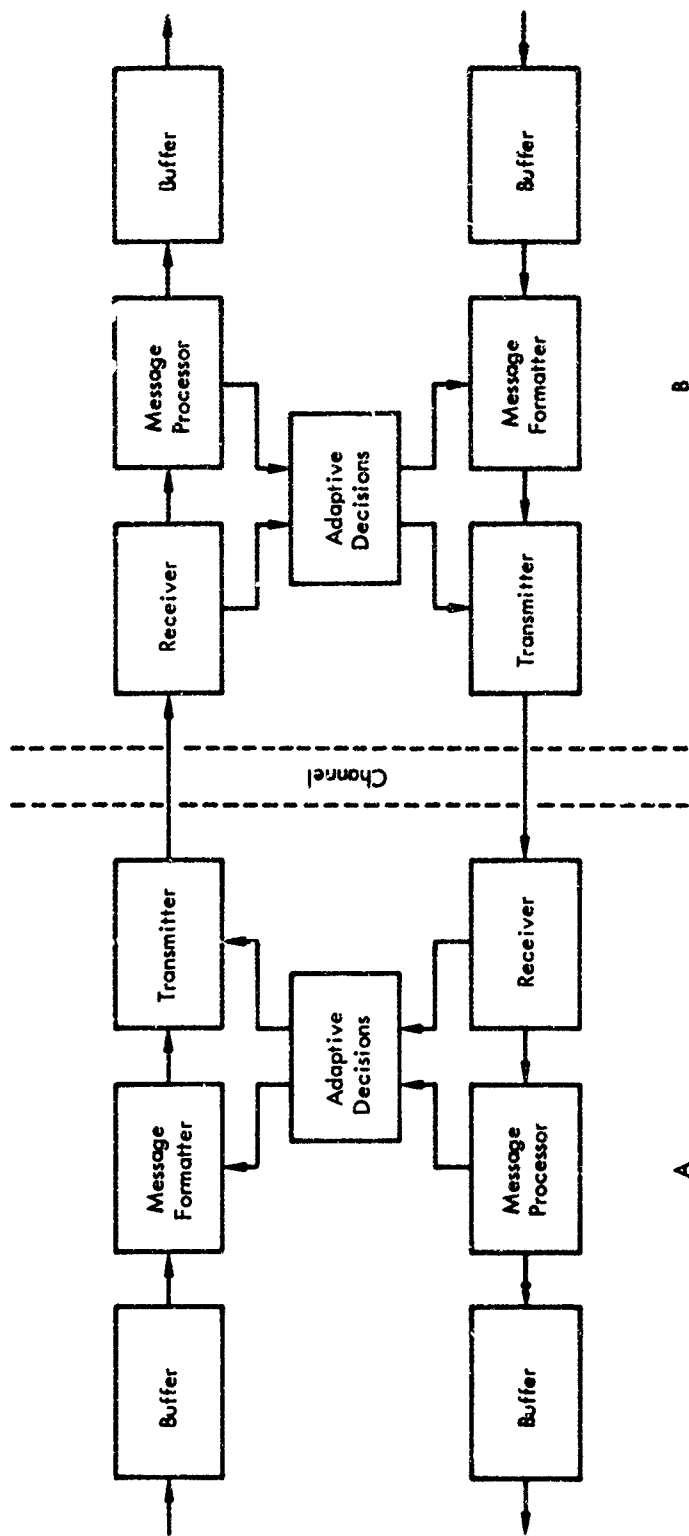 Buffer
Message
Formatter
Transmitter
Receiver
Message
Processor
Buffer
Adaptive
Decisions
Channel
Adaptive
Decisions
Buffer
Message
Processor
Receiver
Transmitter
Message
Formatter
Buffer
A
B